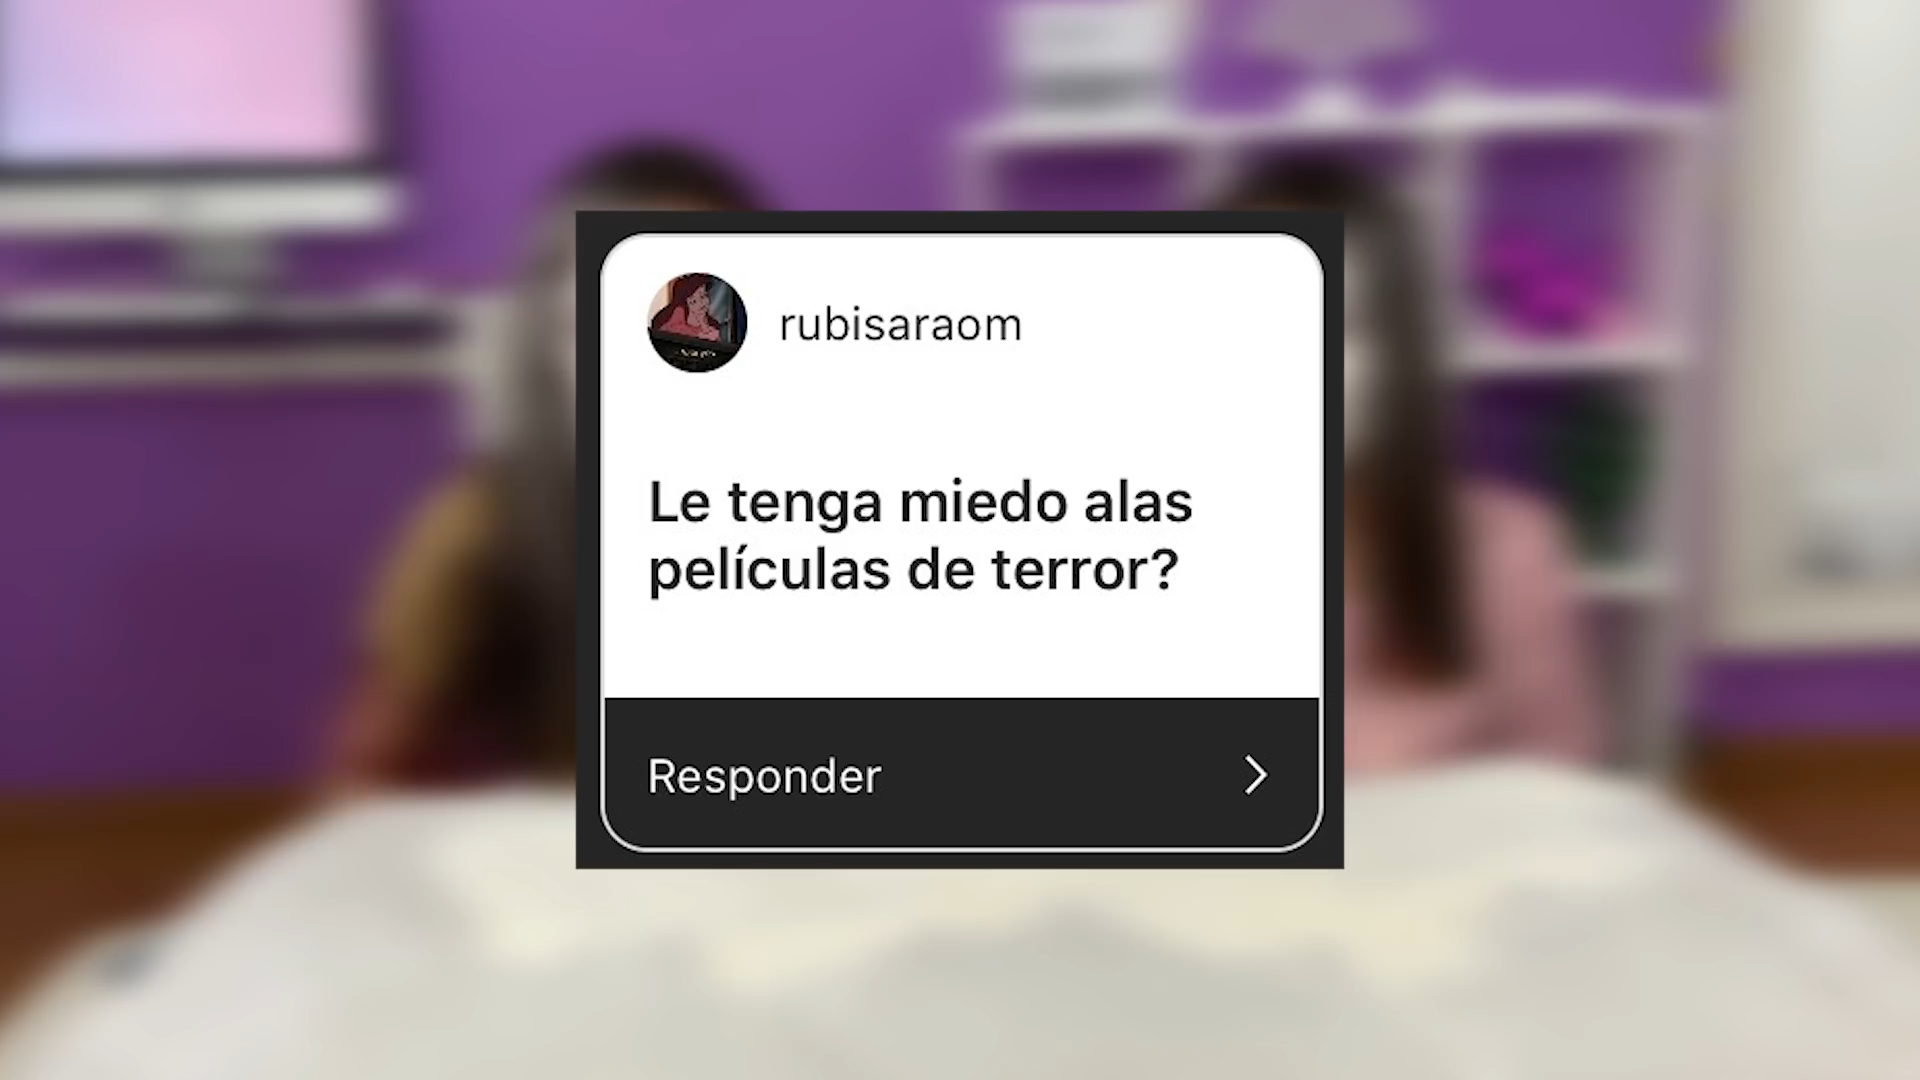 rubisaraom
Le tenga miedo alas
películas de terror?
Responder